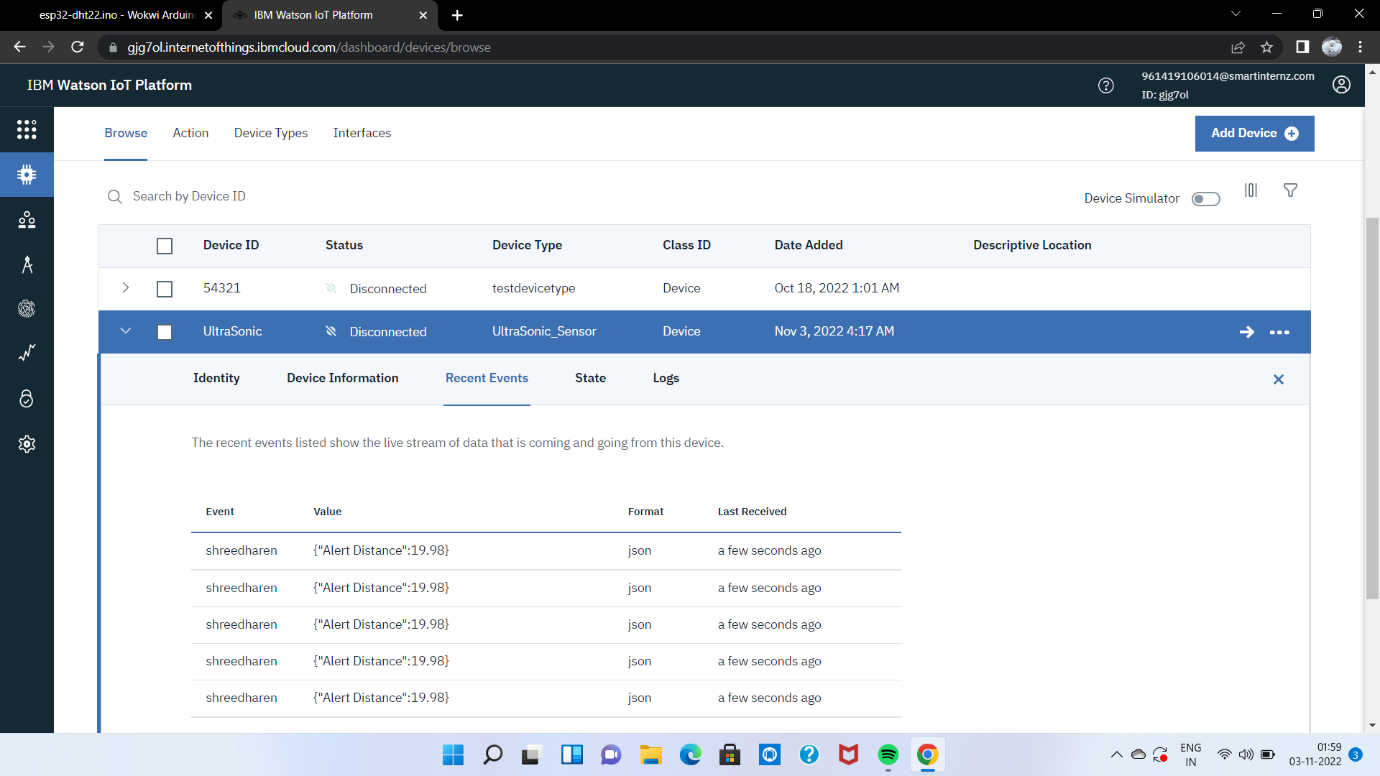 esp32-dht22.ino - Wokwi Arduin
IBM Watson IoT Platform
gjg7ol.internetofthings.ibmcloud.com/dashboard/devices/browse
IBM Watson IoT Platform
961419106014@smartinternz.com
ID: gjg7ol
Browse Action Device Types Interfaces
Add Device
Search by Device ID
Device Simulator
Device ID Status Device Type Class ID Date Added Descriptive Location
54321 Disconnected testdevicetype Device Oct 18, 2022 1:01 AM
UltraSonic Disconnected UltraSonic_Sensor Device Nov 3, 2022 4:17 AM
Identity Device Information Recent Events State Logs
The recent events listed show the live stream of data that is coming and going from this device.
Event Value Format Last Received
shreedharen {"Alert Distance":19.98} json a few seconds ago
shreedharen {"Alert Distance":19.98} json a few seconds ago
shreedharen {"Alert Distance":19.98} json a few seconds ago
shreedharen {"Alert Distance":19.98} json a few seconds ago
shreedharen {"Alert Distance":19.98} json a few seconds ago
ENG
IN
01:59
03-11-2022
3